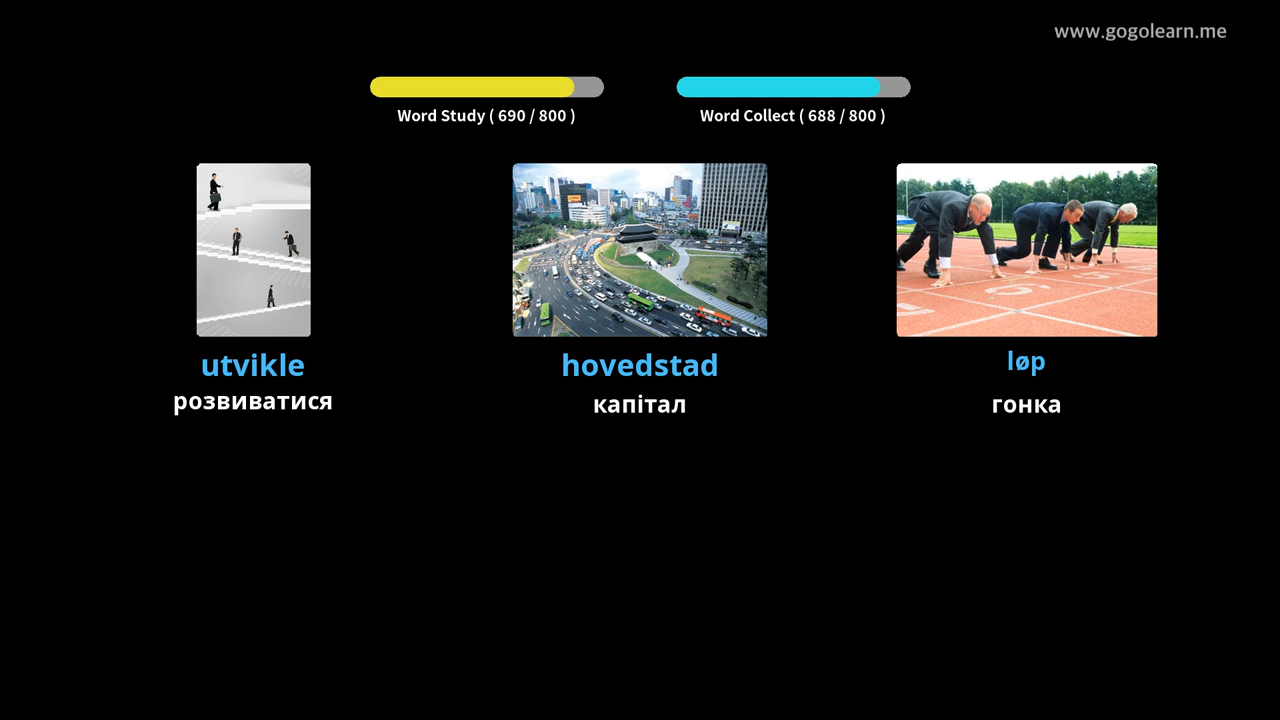 www.gogolearn.me
Word Study ( 690 / 800 )
Word Collect ( 688 / 800 )
utvikle
розвиватися
hovedstad
капітал
løp
гонка